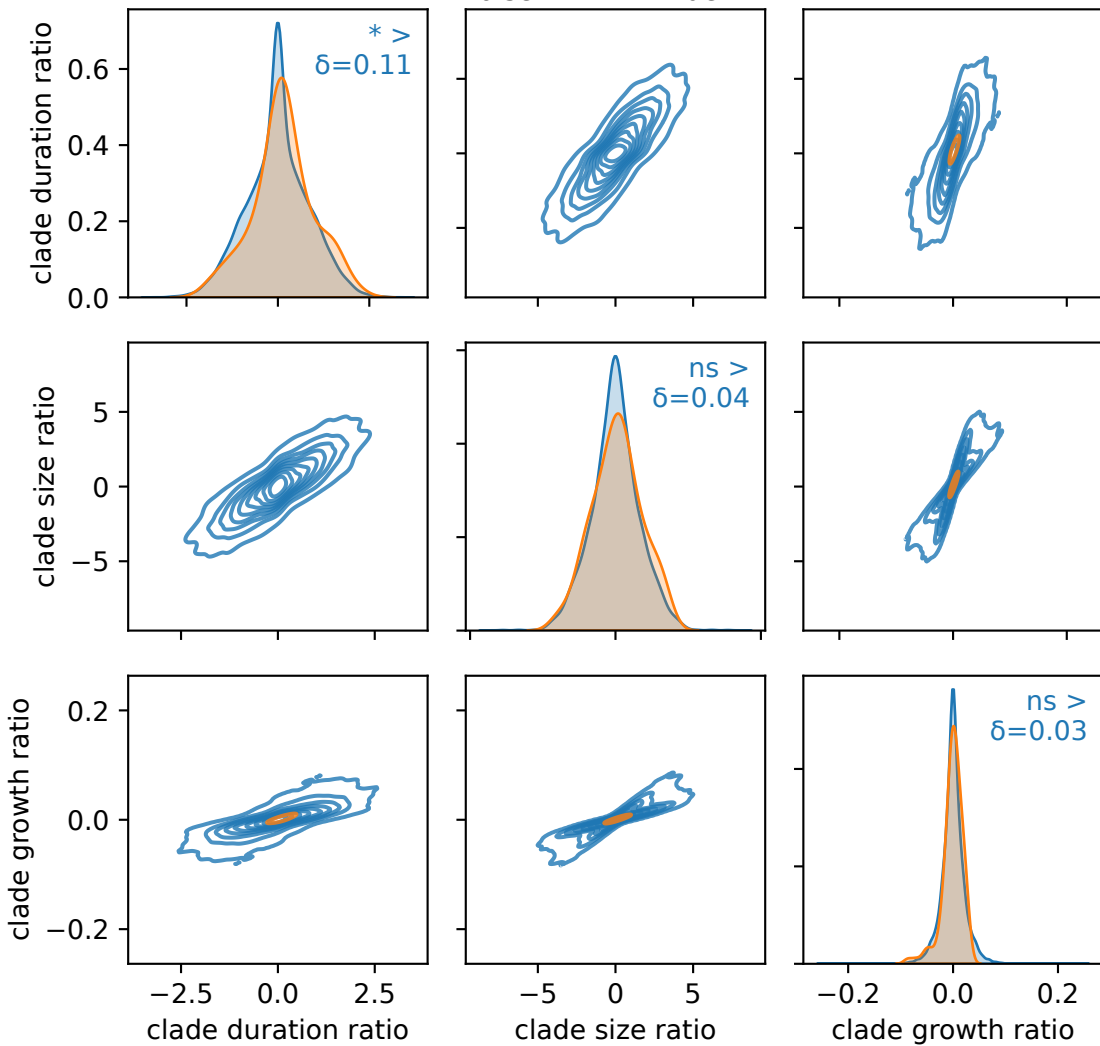 * >
δ=0.11
clade duration ratio
0.6
0.4
0.2
0.0
ns >
δ=0.04
clade size ratio
5
0
−5
ns >
δ=0.03
clade growth ratio
0.2
0.0
−0.2
−2.5 0.0 2.5
−5 0 5
−0.2 0.0 0.2
clade duration ratio
clade size ratio
clade growth ratio